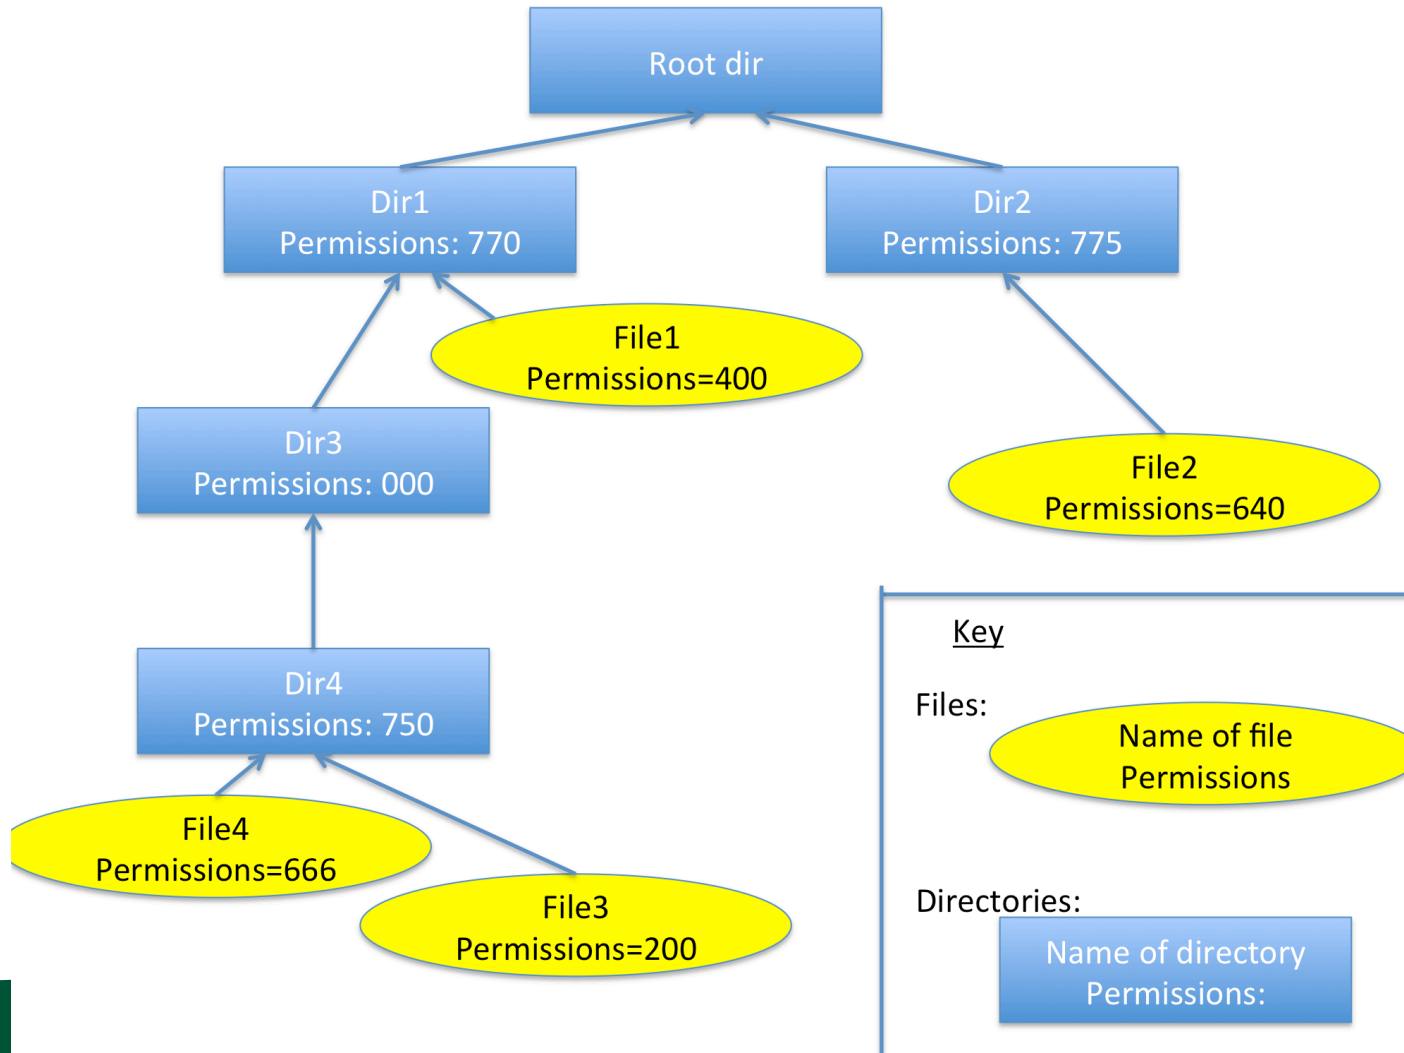 Root dir
Dir1
Permissions: 770
Dir2
Permissions: 775
File1
Permissions=400
Dir3
Permissions: 000
File2
Permissions=640
Key
Dir4
Permissions: 750
Files:
Name of file
Permissions
File4
Permissions=666
File3
Permissions=200
Directories:
Name of directory
Permissions: